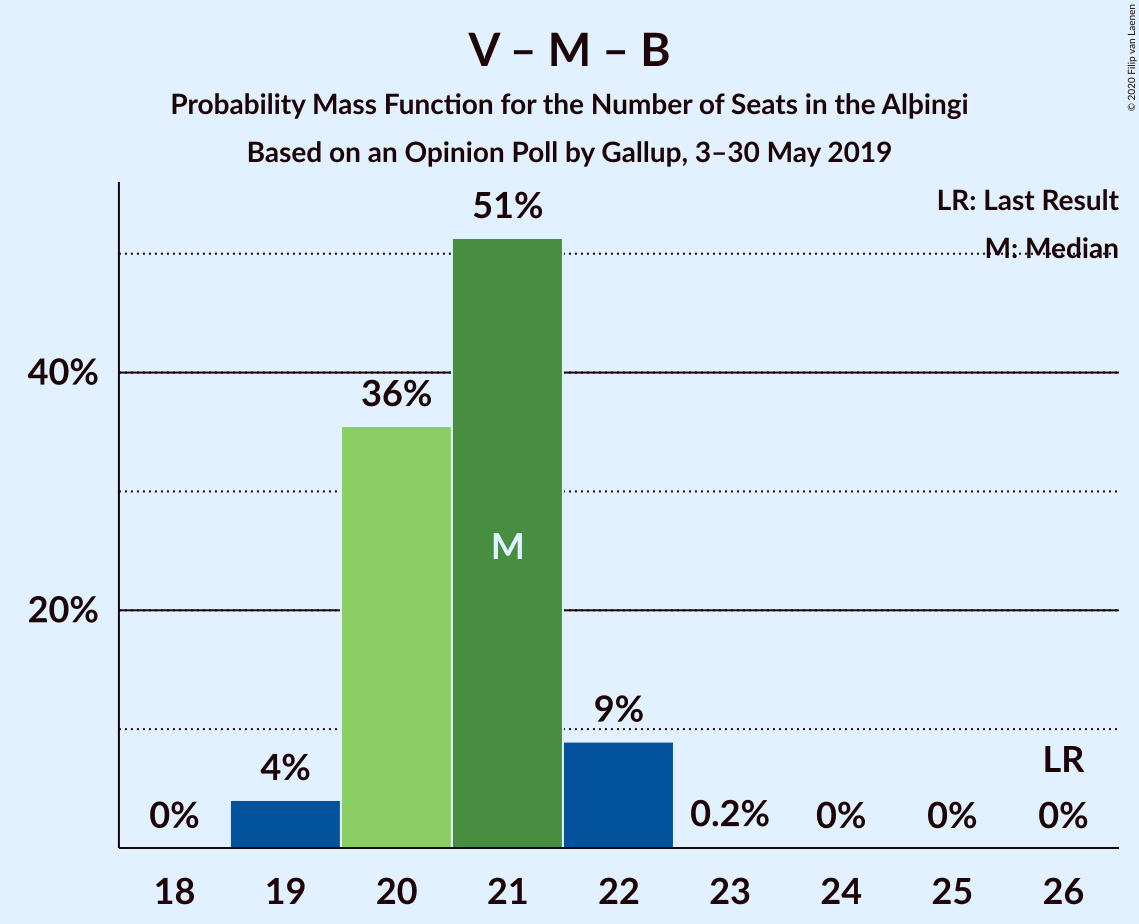 V – M – B
Probability Mass Function for the Number of Seats in the Alþingi
Based on an Opinion Poll by Gallup, 3–30 May 2019
© 2020 Filip van Laenen
LR: Last Result
M: Median
51%
40%
36%
M
20%
9%
4%
LR
0%
0.2%
0%
0%
0%
18 19 20 21 22 23 24 25 26